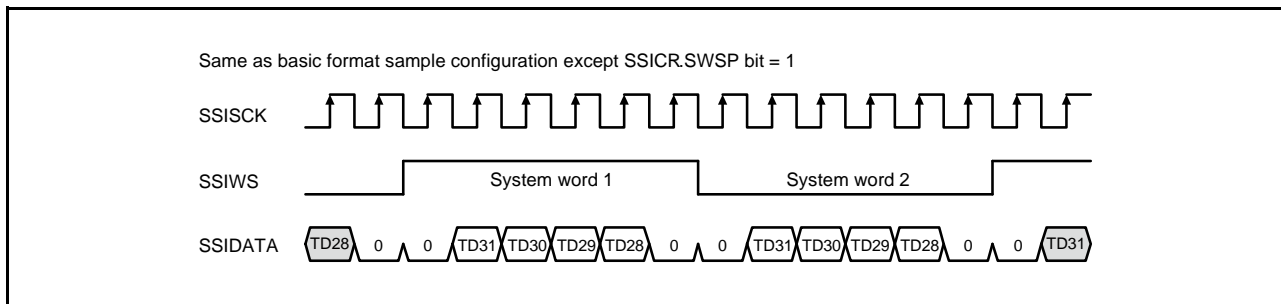 Same as basic format sample configuration except SSICR.SWSP bit = 1
SSISCK
SSIWS System word 1 System word 2
SSIDATA TD28 0 0 TD31 TD30 TD29 TD28 0 0 TD31 TD30 TD29 TD28 0 0 TD31